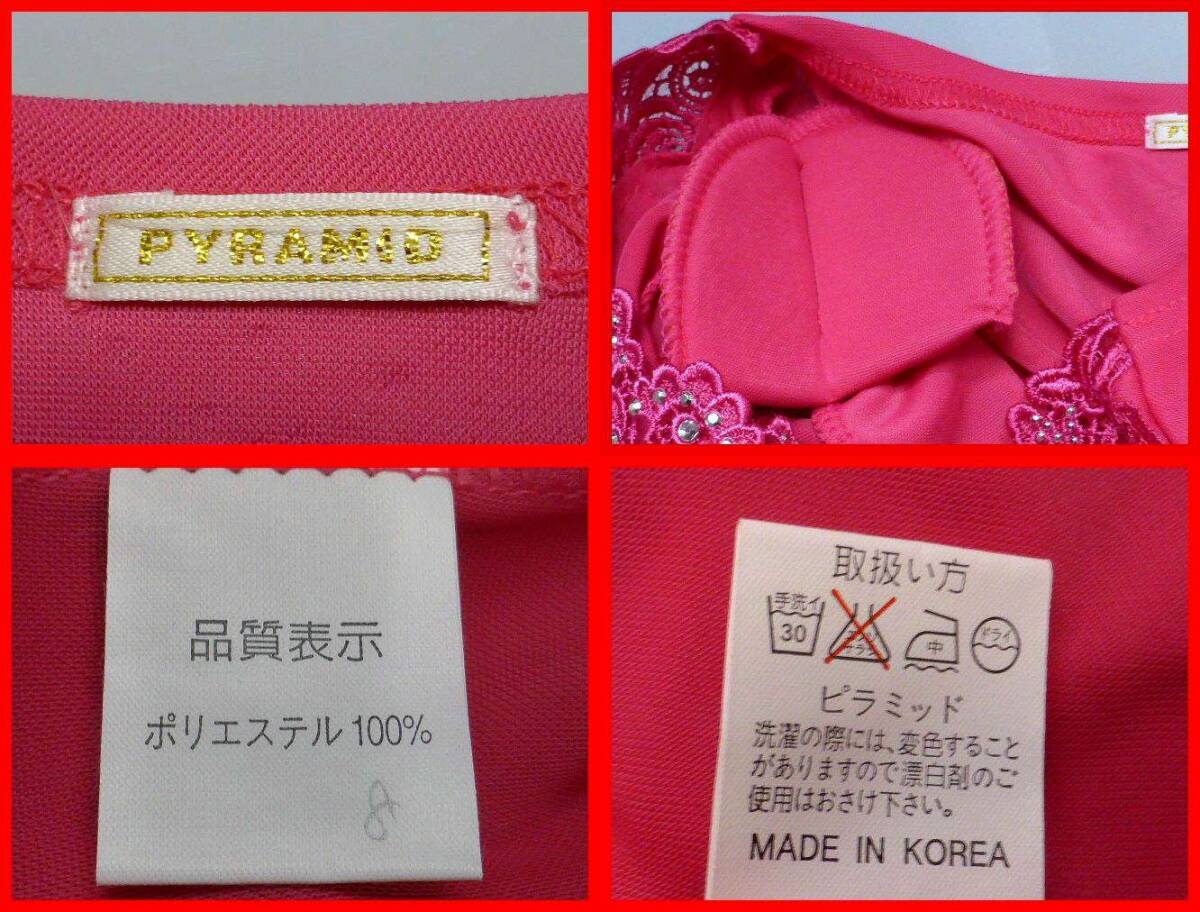 PYRAMID
品質表示
ポリエステル100%
取扱い方
手洗イ
30
中
ドライ
ピラミッド
洗濯の際には、変色すること
がありますので漂白剤のご
使用はおさけ下さい。
MADE IN KOREA